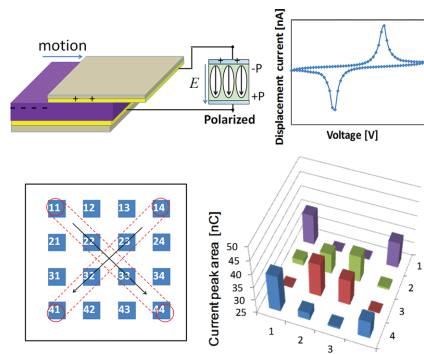 motion
+ +
E
+ +
-P
+P
Polarized
Displacement current [nA]
Voltage [V]
11 12 13 14
21 22 23 24
31 32 33 34
41 42 43 44
Current peak area [nC]
50
45
40
35
30
25
1
2
3
4
1
2
3